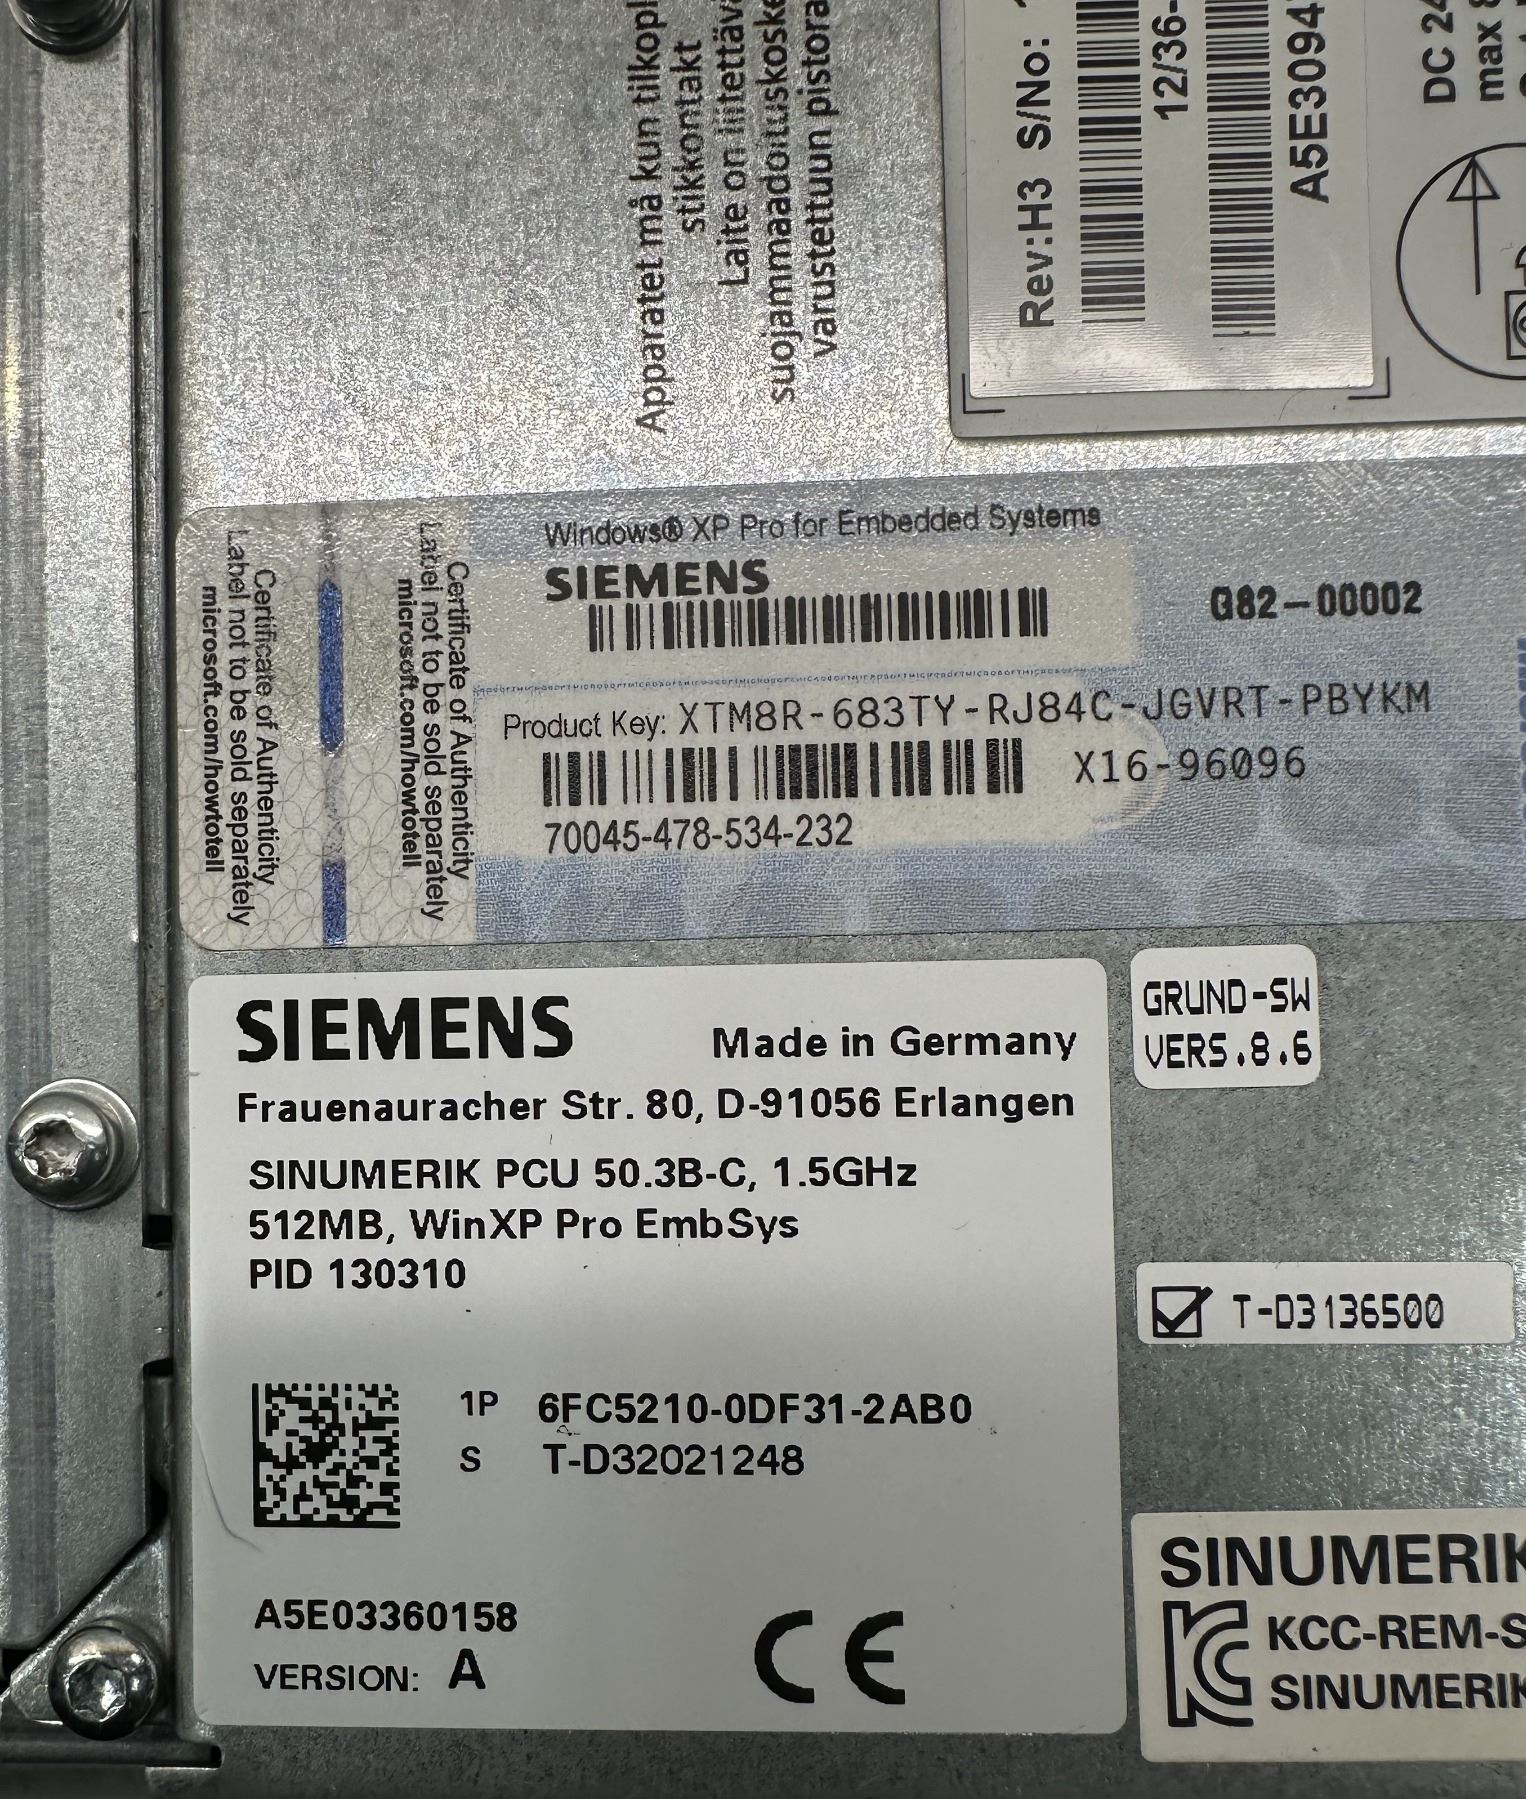 Apparatet må kun tilkopl
stikkontakt
Laite on liitettävä
suojammaadoituskoske
varustettuun pistora
Rev:H3 S/No:
12/36-
A5E3094
DC 24
max
Windows® XP Pro for Embedded Systems
SIEMENS
G82-00002
Product Key: XTM8R-683TY-RJ84C-JGVRT-PBYKM
X16-96096
70045-478-534-232
Certificate of Authenticity
Label not to be sold separately
microsoft.com/howtotell
Certificate of Authenticity
Label not to be sold separately
microsoft.com/howtotell
SIEMENS
Made in Germany
Frauenauracher Str. 80, D-91056 Erlangen
SINUMERIK PCU 50.3B-C, 1.5GHz
512MB, WinXP Pro EmbSys
PID 130310
1P 6FC5210-0DF31-2AB0
S T-D32021248
A5E03360158
VERSION: A
CE
GRUND-SW
VERS.8.6
T-D3136500
SINUMERIK
KCC-REM-S
SINUMERIK